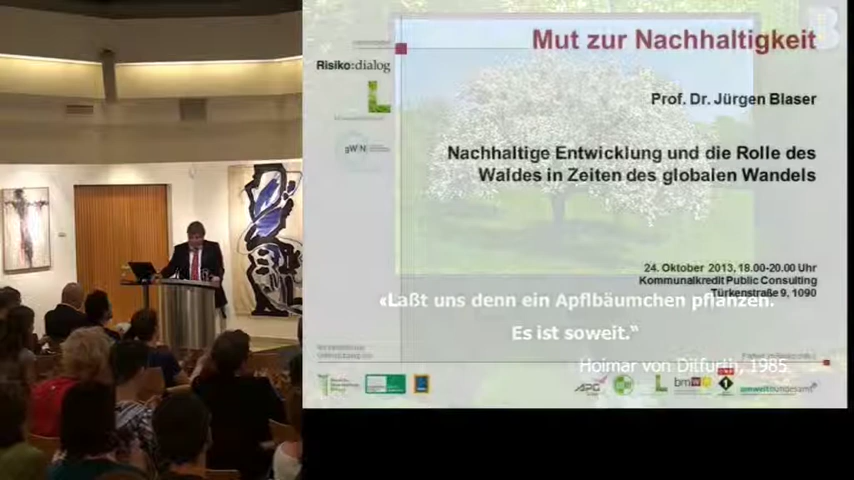 Mut zur Nachhaltigkeit
Risiko:dialog
Prof. Dr. Jürgen Blaser
Nachhaltige Entwicklung und die Rolle des
Waldes in Zeiten des globalen Wandels
24. Oktober 2013, 18.00-20.00 Uhr
Kommunalkredit Public Consulting
Türkenstraße 9, 1090
«Laßt uns denn ein Apflbäumchen pflanzen.
Es ist soweit.“
Hoimar von Ditfurth, 1985.
umweltbundesamt